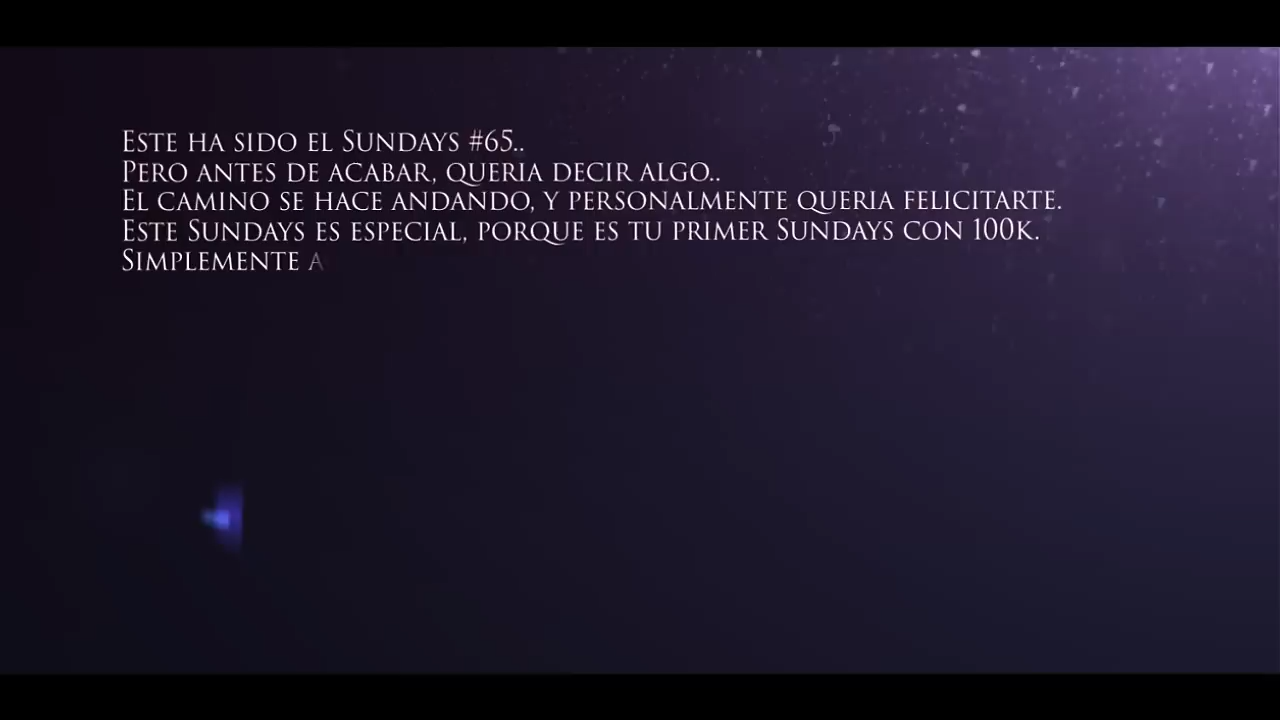 Este ha sido el Sundays #65..
Pero antes de acabar, queria decir algo..
El camino se hace andando, y personalmente queria felicitarte.
Este Sundays es especial, porque es tu primer Sundays con 100k.
Simplemente a